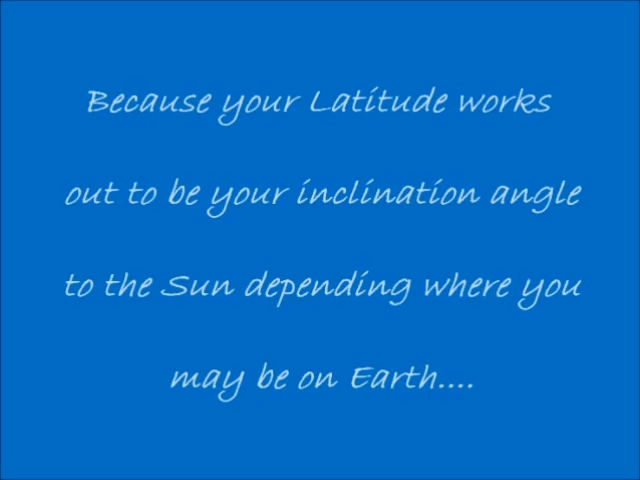 Because your Latitude works
out to be your inclination angle
to the Sun depending where you
may be on Earth....